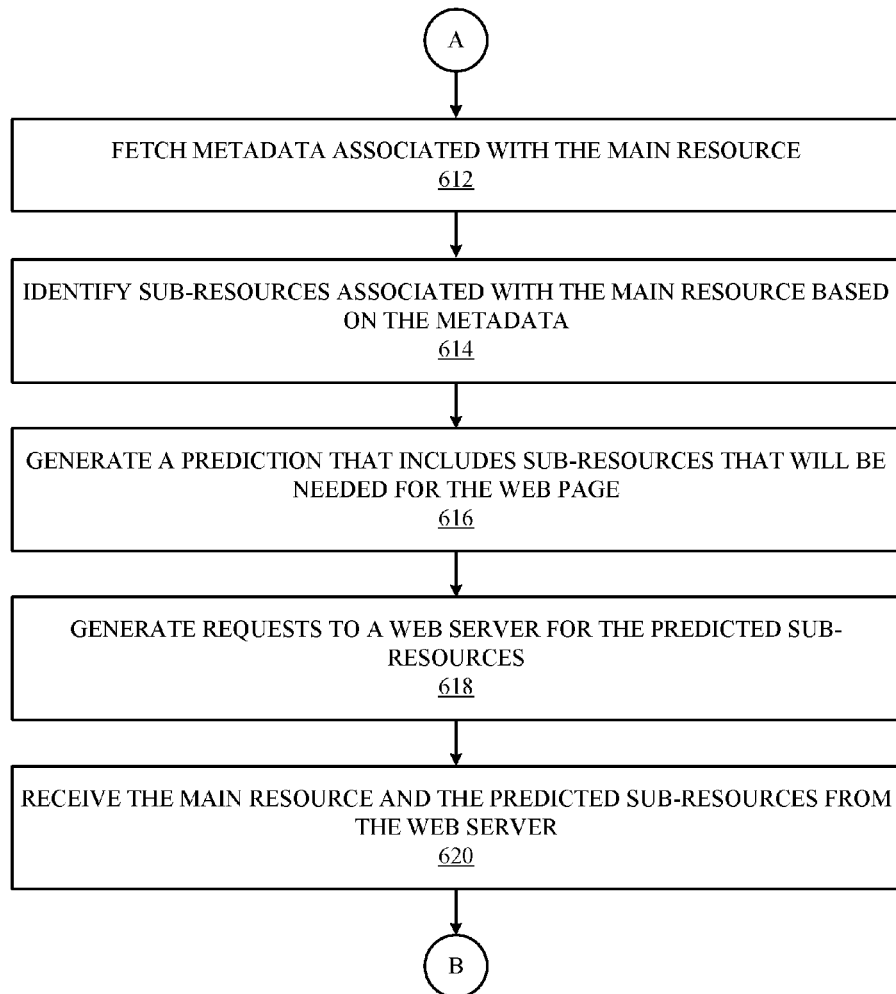 A
FETCH METADATA ASSOCIATED WITH THE MAIN RESOURCE
612
IDENTIFY SUB-RESOURCES ASSOCIATED WITH THE MAIN RESOURCE BASED
ON THE METADATA
614
GENERATE A PREDICTION THAT INCLUDES SUB-RESOURCES THAT WILL BE
NEEDED FOR THE WEB PAGE
616
GENERATE REQUESTS TO A WEB SERVER FOR THE PREDICTED SUB-
RESOURCES
618
RECEIVE THE MAIN RESOURCE AND THE PREDICTED SUB-RESOURCES FROM
THE WEB SERVER
620
B